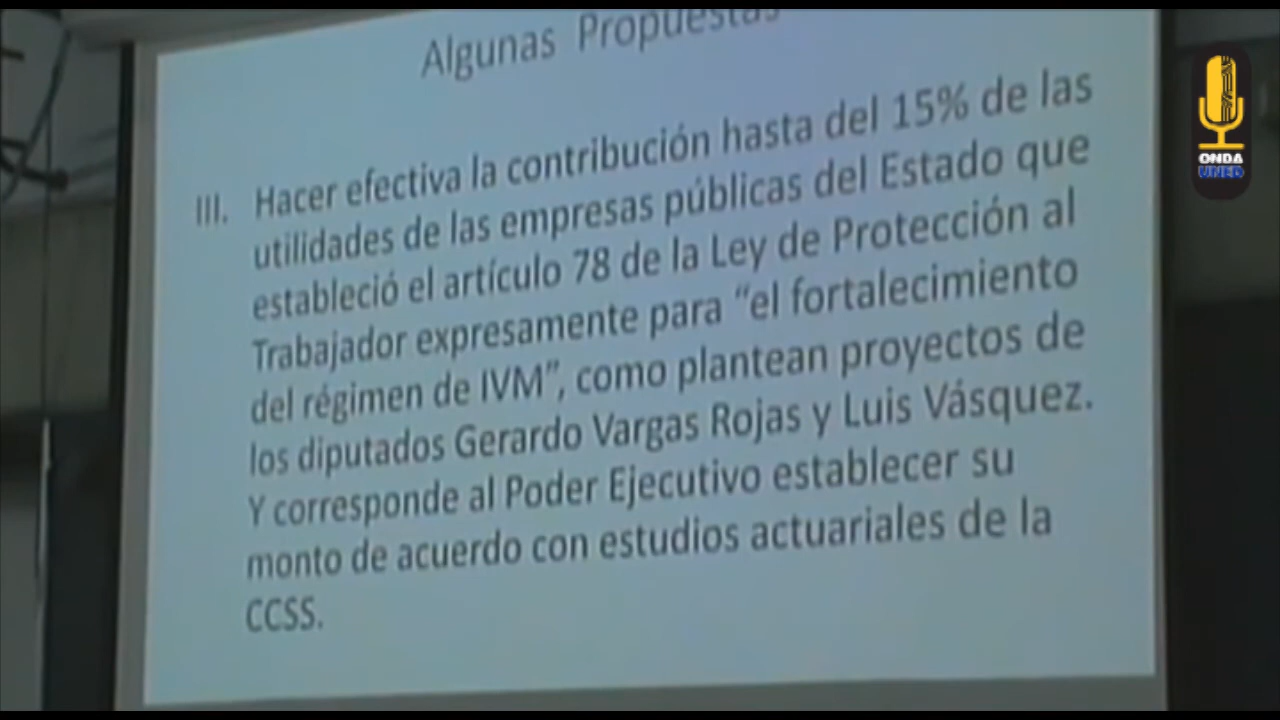 Algunas Propuestas
III. Hacer efectiva la contribución hasta del 15% de las
utilidades de las empresas públicas del Estado que
estableció el artículo 78 de la Ley de Protección al
Trabajador expresamente para “el fortalecimiento
del régimen de IVM”, como plantean proyectos de
los diputados Gerardo Vargas Rojas y Luis Vásquez.
Y corresponde al Poder Ejecutivo establecer su
monto de acuerdo con estudios actuariales de la
CCSS.
ONDA
UNED